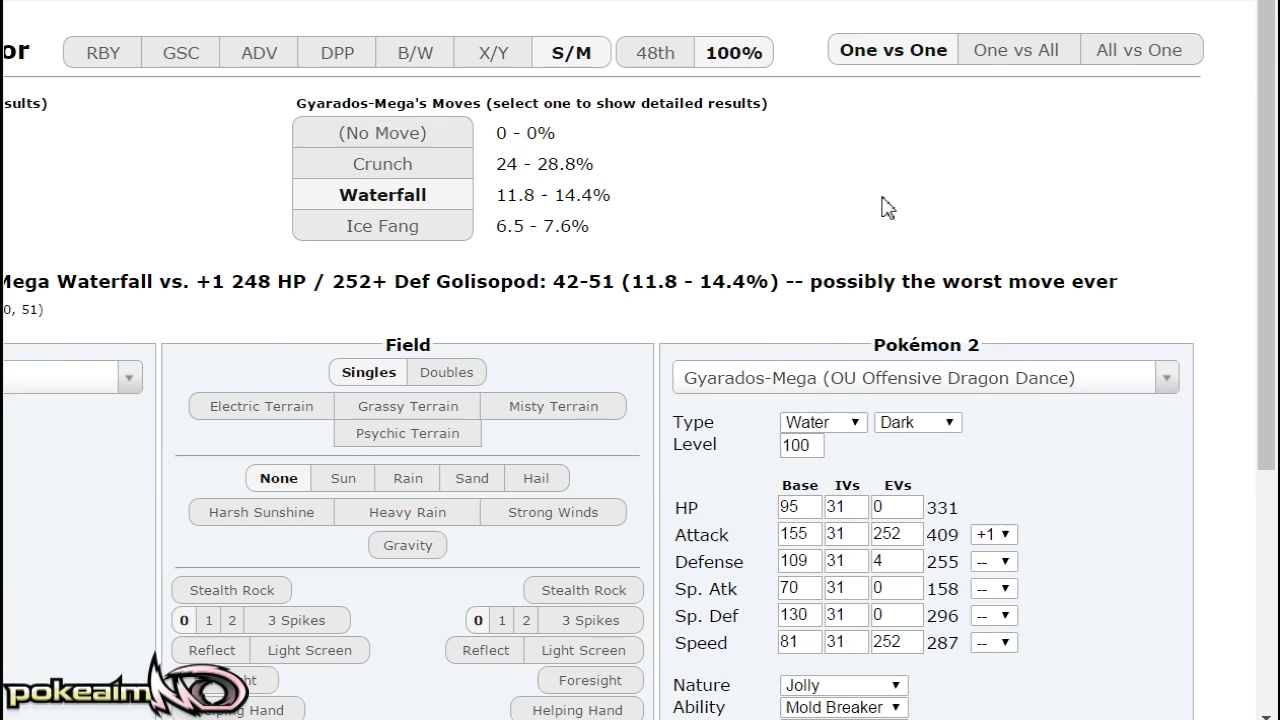 or RBY GSC ADV DPP B/W X/Y S/M 48th 100% One vs One One vs All All vs One
sults) Gyarados-Mega's Moves (select one to show detailed results)
(No Move) 0 - 0%
Crunch 24 - 28.8%
Waterfall 11.8 - 14.4%
Ice Fang 6.5 - 7.6%
Mega Waterfall vs. +1 248 HP / 252+ Def Golisopod: 42-51 (11.8 - 14.4%) -- possibly the worst move ever
0, 51)
Field
Singles Doubles
Electric Terrain Grassy Terrain Misty Terrain
Psychic Terrain
None Sun Rain Sand Hail
Harsh Sunshine Heavy Rain Strong Winds
Gravity
Stealth Rock Stealth Rock
0 1 2 3 Spikes 0 1 2 3 Spikes
Reflect Light Screen Reflect Light Screen
ht Foresight
elping Hand Helping Hand
Pokémon 2
Gyarados-Mega (OU Offensive Dragon Dance)
Type Water Dark
Level 100
Base IVs EVs
HP 95 31 0 331
Attack 155 31 252 409 +1
Defense 109 31 4 255 --
Sp. Atk 70 31 0 158 --
Sp. Def 130 31 0 296 --
Speed 81 31 252 287 --
Nature Jolly
Ability Mold Breaker
pokeaim